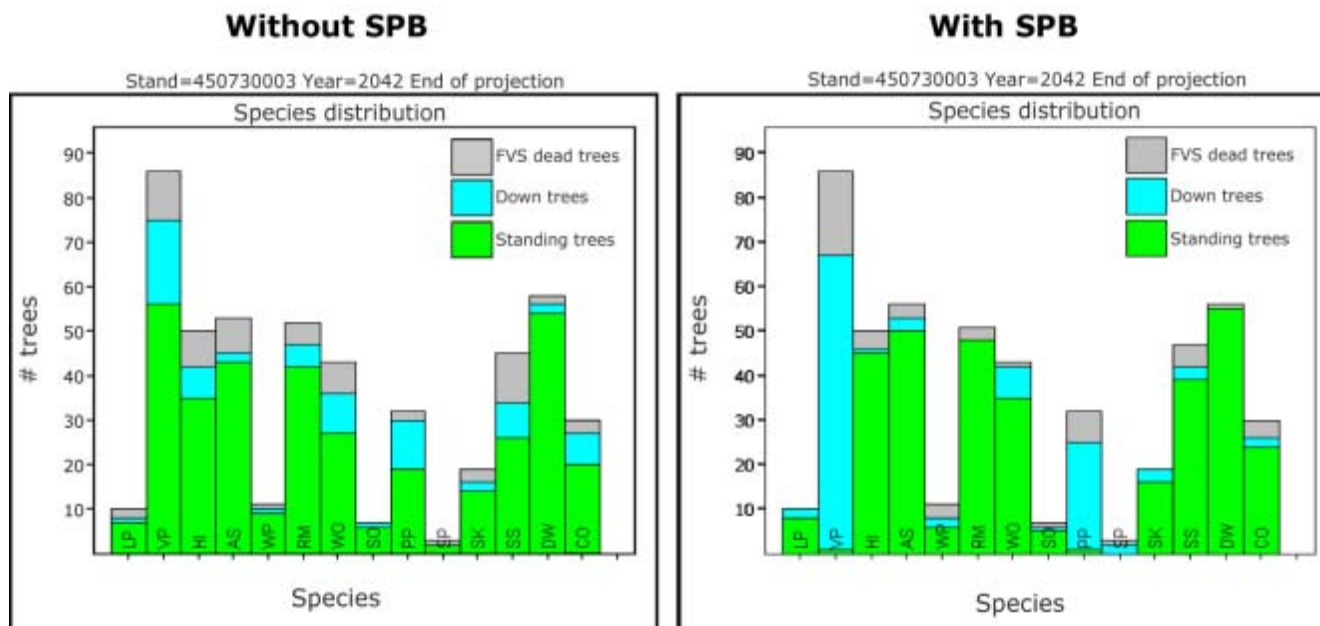 Without SPB
Stand=450730003 Year=2042 End of projection
Species distribution
FVS dead trees
Down trees
Standing trees
90
80
70
60
50
40
30
20
10
# trees
LP VP HI AS WP RM WO SO PP SP SK SS DW CO
Species
With SPB
Stand=450730003 Year=2042 End of projection
Species distribution
FVS dead trees
Down trees
Standing trees
90
80
70
60
50
40
30
20
10
# trees
LP VP HI AS WP RM WO SO PP SP SK SS DW CO
Species